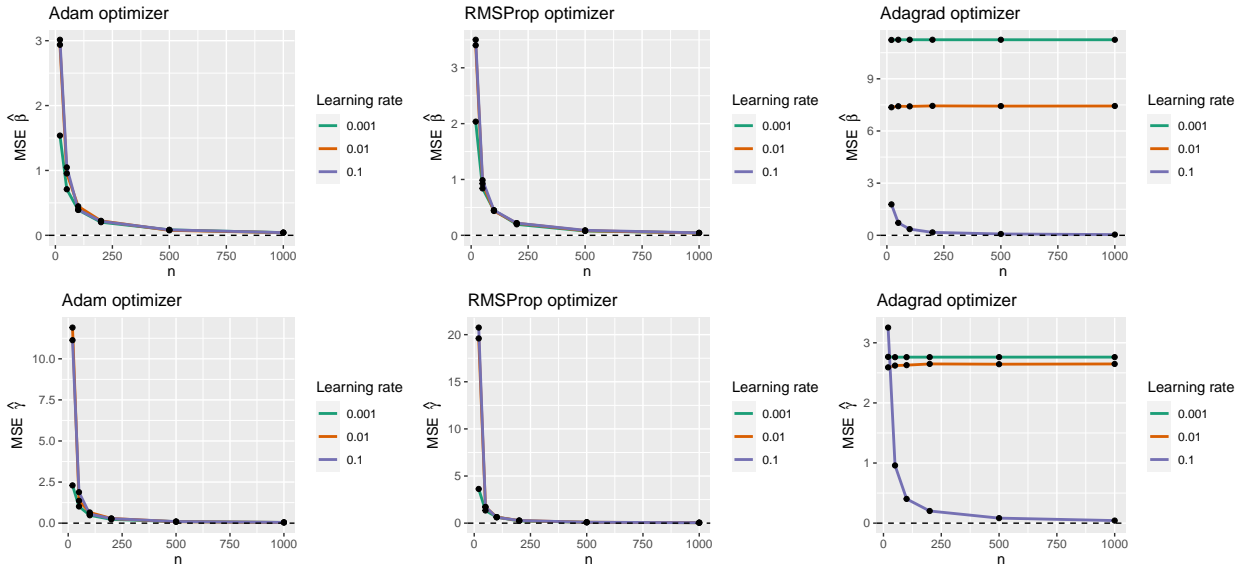 Adam optimizer
MSE β̂
3
2
1
0
0 250 500 750 1000
n
Learning rate
0.001
0.01
0.1
RMSProp optimizer
MSE β̂
3
2
1
0
0 250 500 750 1000
n
Learning rate
0.001
0.01
0.1
Adagrad optimizer
MSE β̂
9
6
3
0
0 250 500 750 1000
n
Learning rate
0.001
0.01
0.1
Adam optimizer
MSE γ̂
10.0
7.5
5.0
2.5
0.0
0 250 500 750 1000
n
Learning rate
0.001
0.01
0.1
RMSProp optimizer
MSE γ̂
20
15
10
5
0
0 250 500 750 1000
n
Learning rate
0.001
0.01
0.1
Adagrad optimizer
MSE γ̂
3
2
1
0
0 250 500 750 1000
n
Learning rate
0.001
0.01
0.1